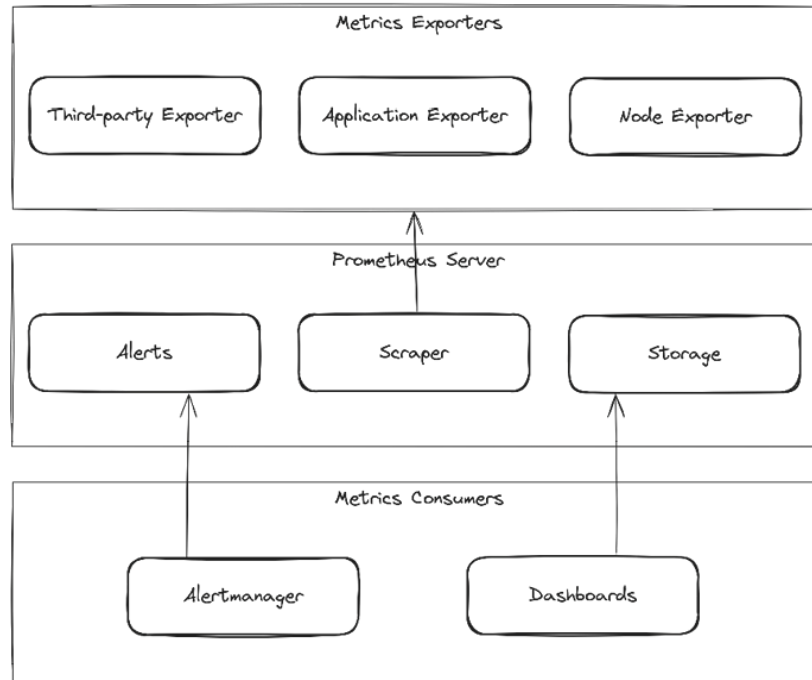 Metrics Exporters
Third-party Exporter
Application Exporter
Node Exporter
Prometheus Server
Alerts
Scraper
Storage
Metrics Consumers
Alertmanager
Dashboards